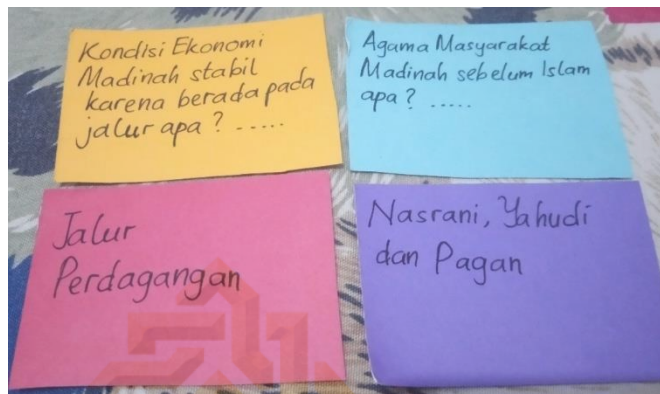 Kondisi Ekonomi
Madinah stabil
karena berada pada
jalur apa ? .....
Agama Masyarakat
Madinah sebelum Islam
apa ? .....
Jalur
Perdagangan
Nasrani, Yahudi
dan Pagan